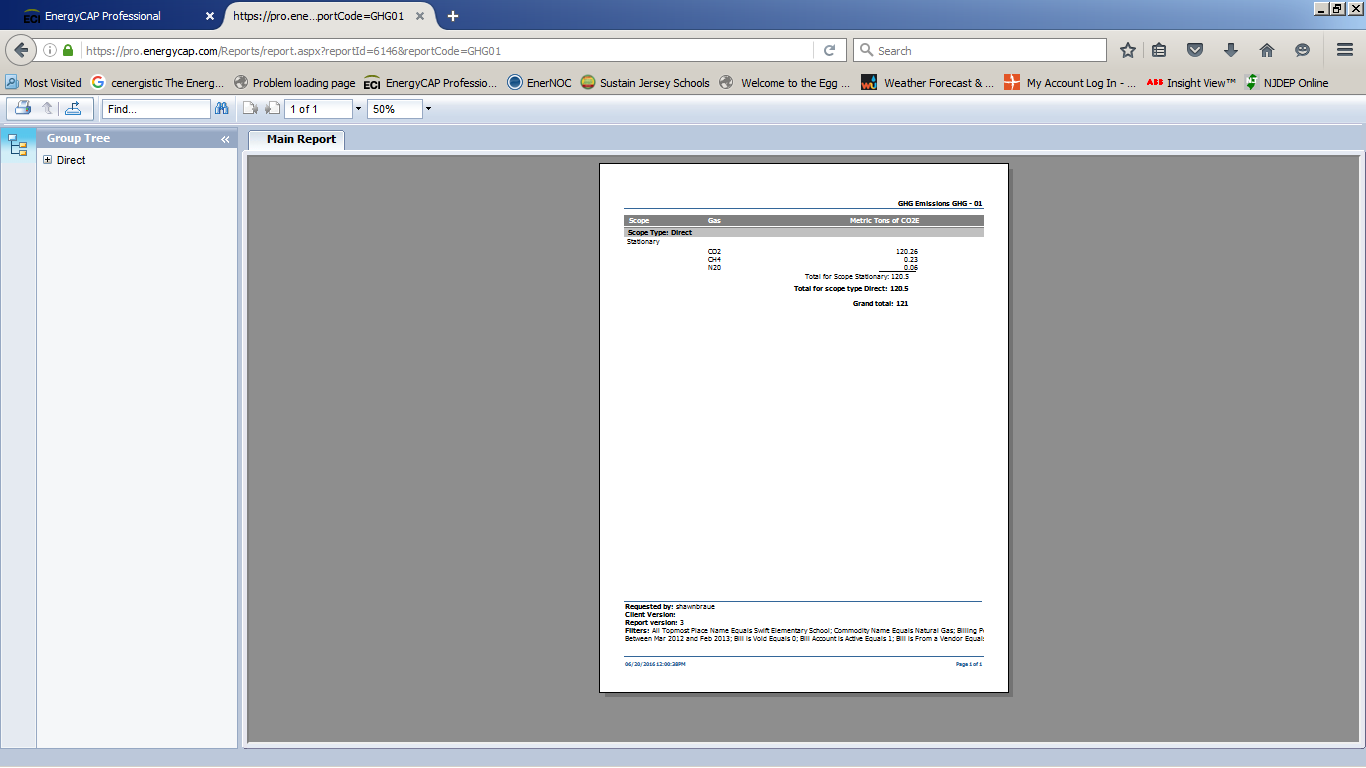 EnergyCAP Professional
https://pro.ene...portCode=GHG01
https://pro.energycap.com/Reports/report.aspx?reportId=6146&reportCode=GHG01
Search
Most Visited
cenergistic The Energ...
Problem loading page
ECI
EnergyCAP Professio...
EnerNOC
Sustain Jersey Schools
Welcome to the Egg ...
Weather Forecast & ...
My Account Log In - ...
ABB
Insight View™
NJDEP Online
Find...
1 of 1
50%
Group Tree
«
Direct
Main Report
GHG Emissions GHG - 01
Scope Gas Metric Tons of CO2E
Scope Type: Direct
Stationary
CO2 120.26
CH4 0.23
N20 0.06
Total for Scope Stationary: 120.5
Total for scope type Direct: 120.5
Grand total: 121
Requested by: shawnbraue
Client Version:
Report version: 3
Filters: All Topmost Place Name Equals Swift Elementary School; Commodity Name Equals Natural Gas; Billing Pe
Between Mar 2012 and Feb 2013; Bill is Void Equals 0; Bill Account is Active Equals 1; Bill is From a Vendor Equals
06/20/2016 12:00:38PM Page 1 of 1